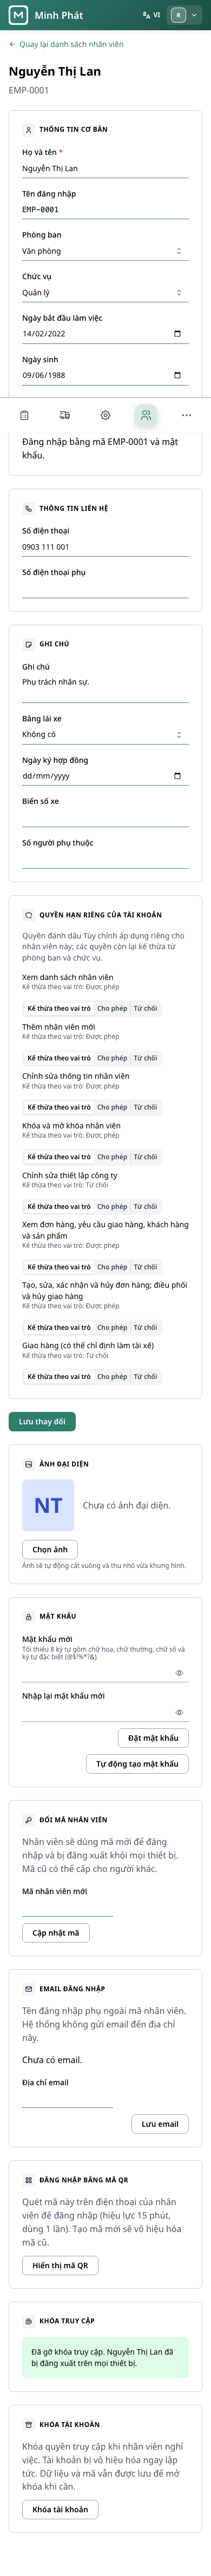 Minh Phát
VI
R
Quay lại danh sách nhân viên
Nguyễn Thị Lan
EMP-0001
THÔNG TIN CƠ BẢN
Họ và tên *
Nguyễn Thị Lan
Tên đăng nhập
EMP-0001
Phòng ban
Văn phòng
Chức vụ
Quản lý
Ngày bắt đầu làm việc
14/02/2022
Ngày sinh
09/06/1988
Đăng nhập bằng mã EMP-0001 và mật
khẩu.
THÔNG TIN LIÊN HỆ
Số điện thoại
0903 111 001
Số điện thoại phụ
GHI CHÚ
Ghi chú
Phụ trách nhân sự.
Bằng lái xe
Không có
Ngày ký hợp đồng
dd/mm/yyyy
Biển số xe
Số người phụ thuộc
QUYỀN HẠN RIÊNG CỦA TÀI KHOẢN
Quyền đánh dấu Tùy chỉnh áp dụng riêng cho
nhân viên này; các quyền còn lại kế thừa từ
phòng ban và chức vụ.
Xem danh sách nhân viên
Kế thừa theo vai trò: Được phép
Kế thừa theo vai trò Cho phép Từ chối
Thêm nhân viên mới
Kế thừa theo vai trò: Được phép
Kế thừa theo vai trò Cho phép Từ chối
Chỉnh sửa thông tin nhân viên
Kế thừa theo vai trò: Được phép
Kế thừa theo vai trò Cho phép Từ chối
Khóa và mở khóa nhân viên
Kế thừa theo vai trò: Được phép
Kế thừa theo vai trò Cho phép Từ chối
Chỉnh sửa thiết lập công ty
Kế thừa theo vai trò: Từ chối
Kế thừa theo vai trò Cho phép Từ chối
Xem đơn hàng, yêu cầu giao hàng, khách hàng
và sản phẩm
Kế thừa theo vai trò: Được phép
Kế thừa theo vai trò Cho phép Từ chối
Tạo, sửa, xác nhận và hủy đơn hàng; điều phối
và hủy giao hàng
Kế thừa theo vai trò: Được phép
Kế thừa theo vai trò Cho phép Từ chối
Giao hàng (có thể chỉ định làm tài xế)
Kế thừa theo vai trò: Từ chối
Kế thừa theo vai trò Cho phép Từ chối
Lưu thay đổi
ẢNH ĐẠI DIỆN
NT
Chưa có ảnh đại diện.
Chọn ảnh
Ảnh sẽ tự động cắt vuông và thu nhỏ vừa khung hình.
MẬT KHẨU
Mật khẩu mới
Tối thiểu 8 ký tự gồm chữ hoa, chữ thường, chữ số và
ký tự đặc biệt (@$!%*?&).
Nhập lại mật khẩu mới
Đặt mật khẩu
Tự động tạo mật khẩu
ĐỔI MÃ NHÂN VIÊN
Nhân viên sẽ dùng mã mới để đăng
nhập và bị đăng xuất khỏi mọi thiết bị.
Mã cũ có thể cấp cho người khác.
Mã nhân viên mới
Cập nhật mã
EMAIL ĐĂNG NHẬP
Tên đăng nhập phụ ngoài mã nhân viên.
Hệ thống không gửi email đến địa chỉ
này.
Chưa có email.
Địa chỉ email
Lưu email
ĐĂNG NHẬP BẰNG MÃ QR
Quét mã này trên điện thoại của nhân
viên để đăng nhập (hiệu lực 15 phút,
dùng 1 lần). Tạo mã mới sẽ vô hiệu hóa
mã cũ.
Hiển thị mã QR
KHÓA TRUY CẬP
Đã gỡ khóa truy cập. Nguyễn Thị Lan đã
bị đăng xuất trên mọi thiết bị.
KHÓA TÀI KHOẢN
Khóa quyền truy cập khi nhân viên nghỉ
việc. Tài khoản bị vô hiệu hóa ngay lập
tức. Dữ liệu và mã vẫn được lưu để mở
khóa khi cần.
Khóa tài khoản